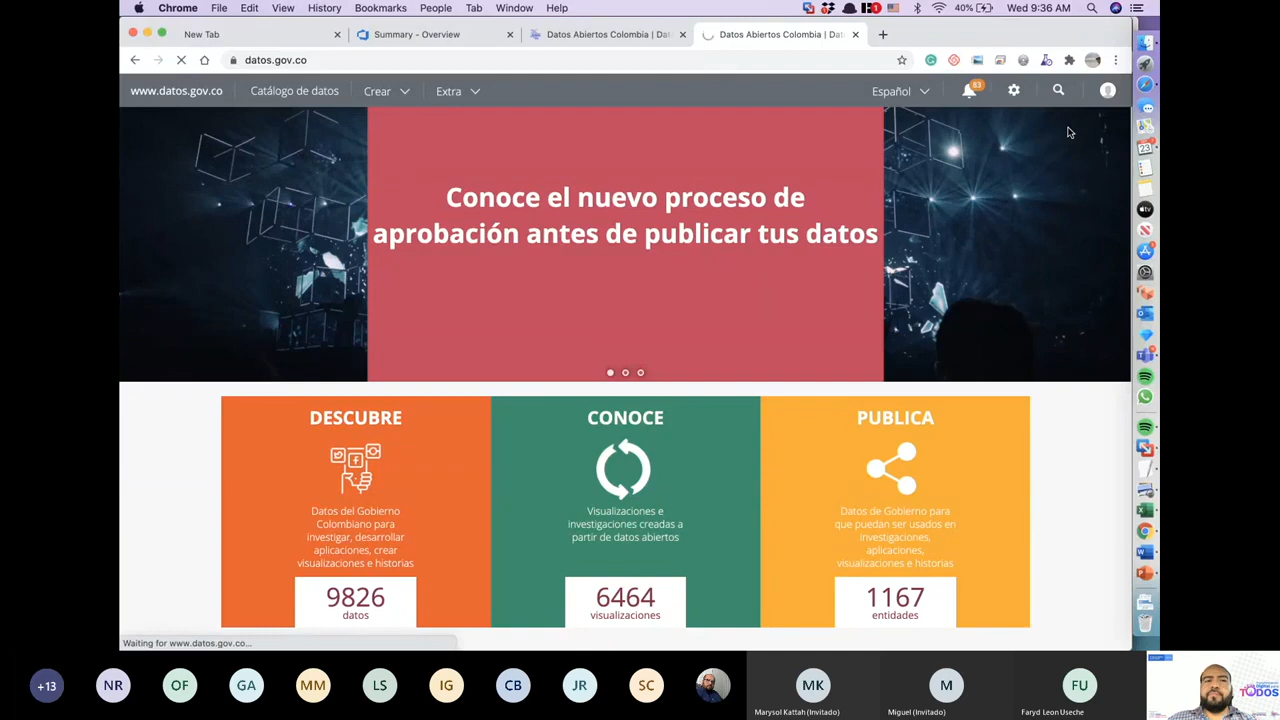 Chrome File Edit View History Bookmarks People Tab Window Help 1 40% Wed 9:36 AM
New Tab Summary - Overview Datos Abiertos Colombia | Dat Datos Abiertos Colombia | Dat
datos.gov.co
www.datos.gov.co Catálogo de datos Crear Extra Español 83
23
Conoce el nuevo proceso de
aprobación antes de publicar tus datos
DESCUBRE
Datos del Gobierno
Colombiano para
investigar, desarrollar
aplicaciones, crear
visualizaciones e historias
9826
datos
CONOCE
Visualizaciones e
investigaciones creadas a
partir de datos abiertos
6464
visualizaciones
PUBLICA
Datos de Gobierno para
que puedan ser usados en
investigaciones,
aplicaciones,
visualizaciones e historias
1167
entidades
Waiting for www.datos.gov.co...
+13 NR OF GA MM LS IG CB JR SC MK M FU
Marysol Kattah (Invitado) Miguel (Invitado) Faryd Leon Useche
TODOS